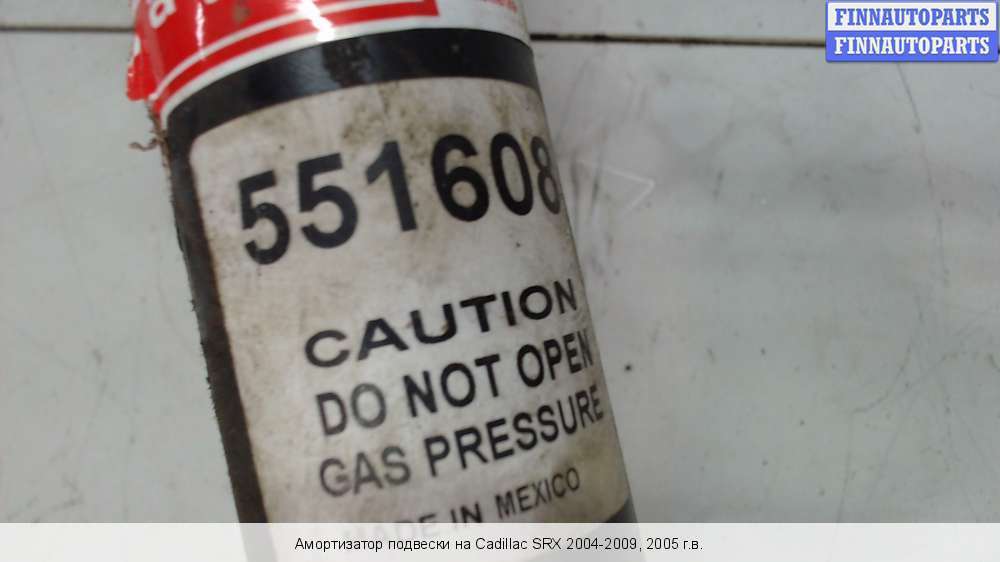 FINNAUTOPARTS
FINNAUTOPARTS
551608
CAUTION
DO NOT OPEN
GAS PRESSURE
MADE IN MEXICO
Амортизатор подвески на Cadillac SRX 2004-2009, 2005 г.в.